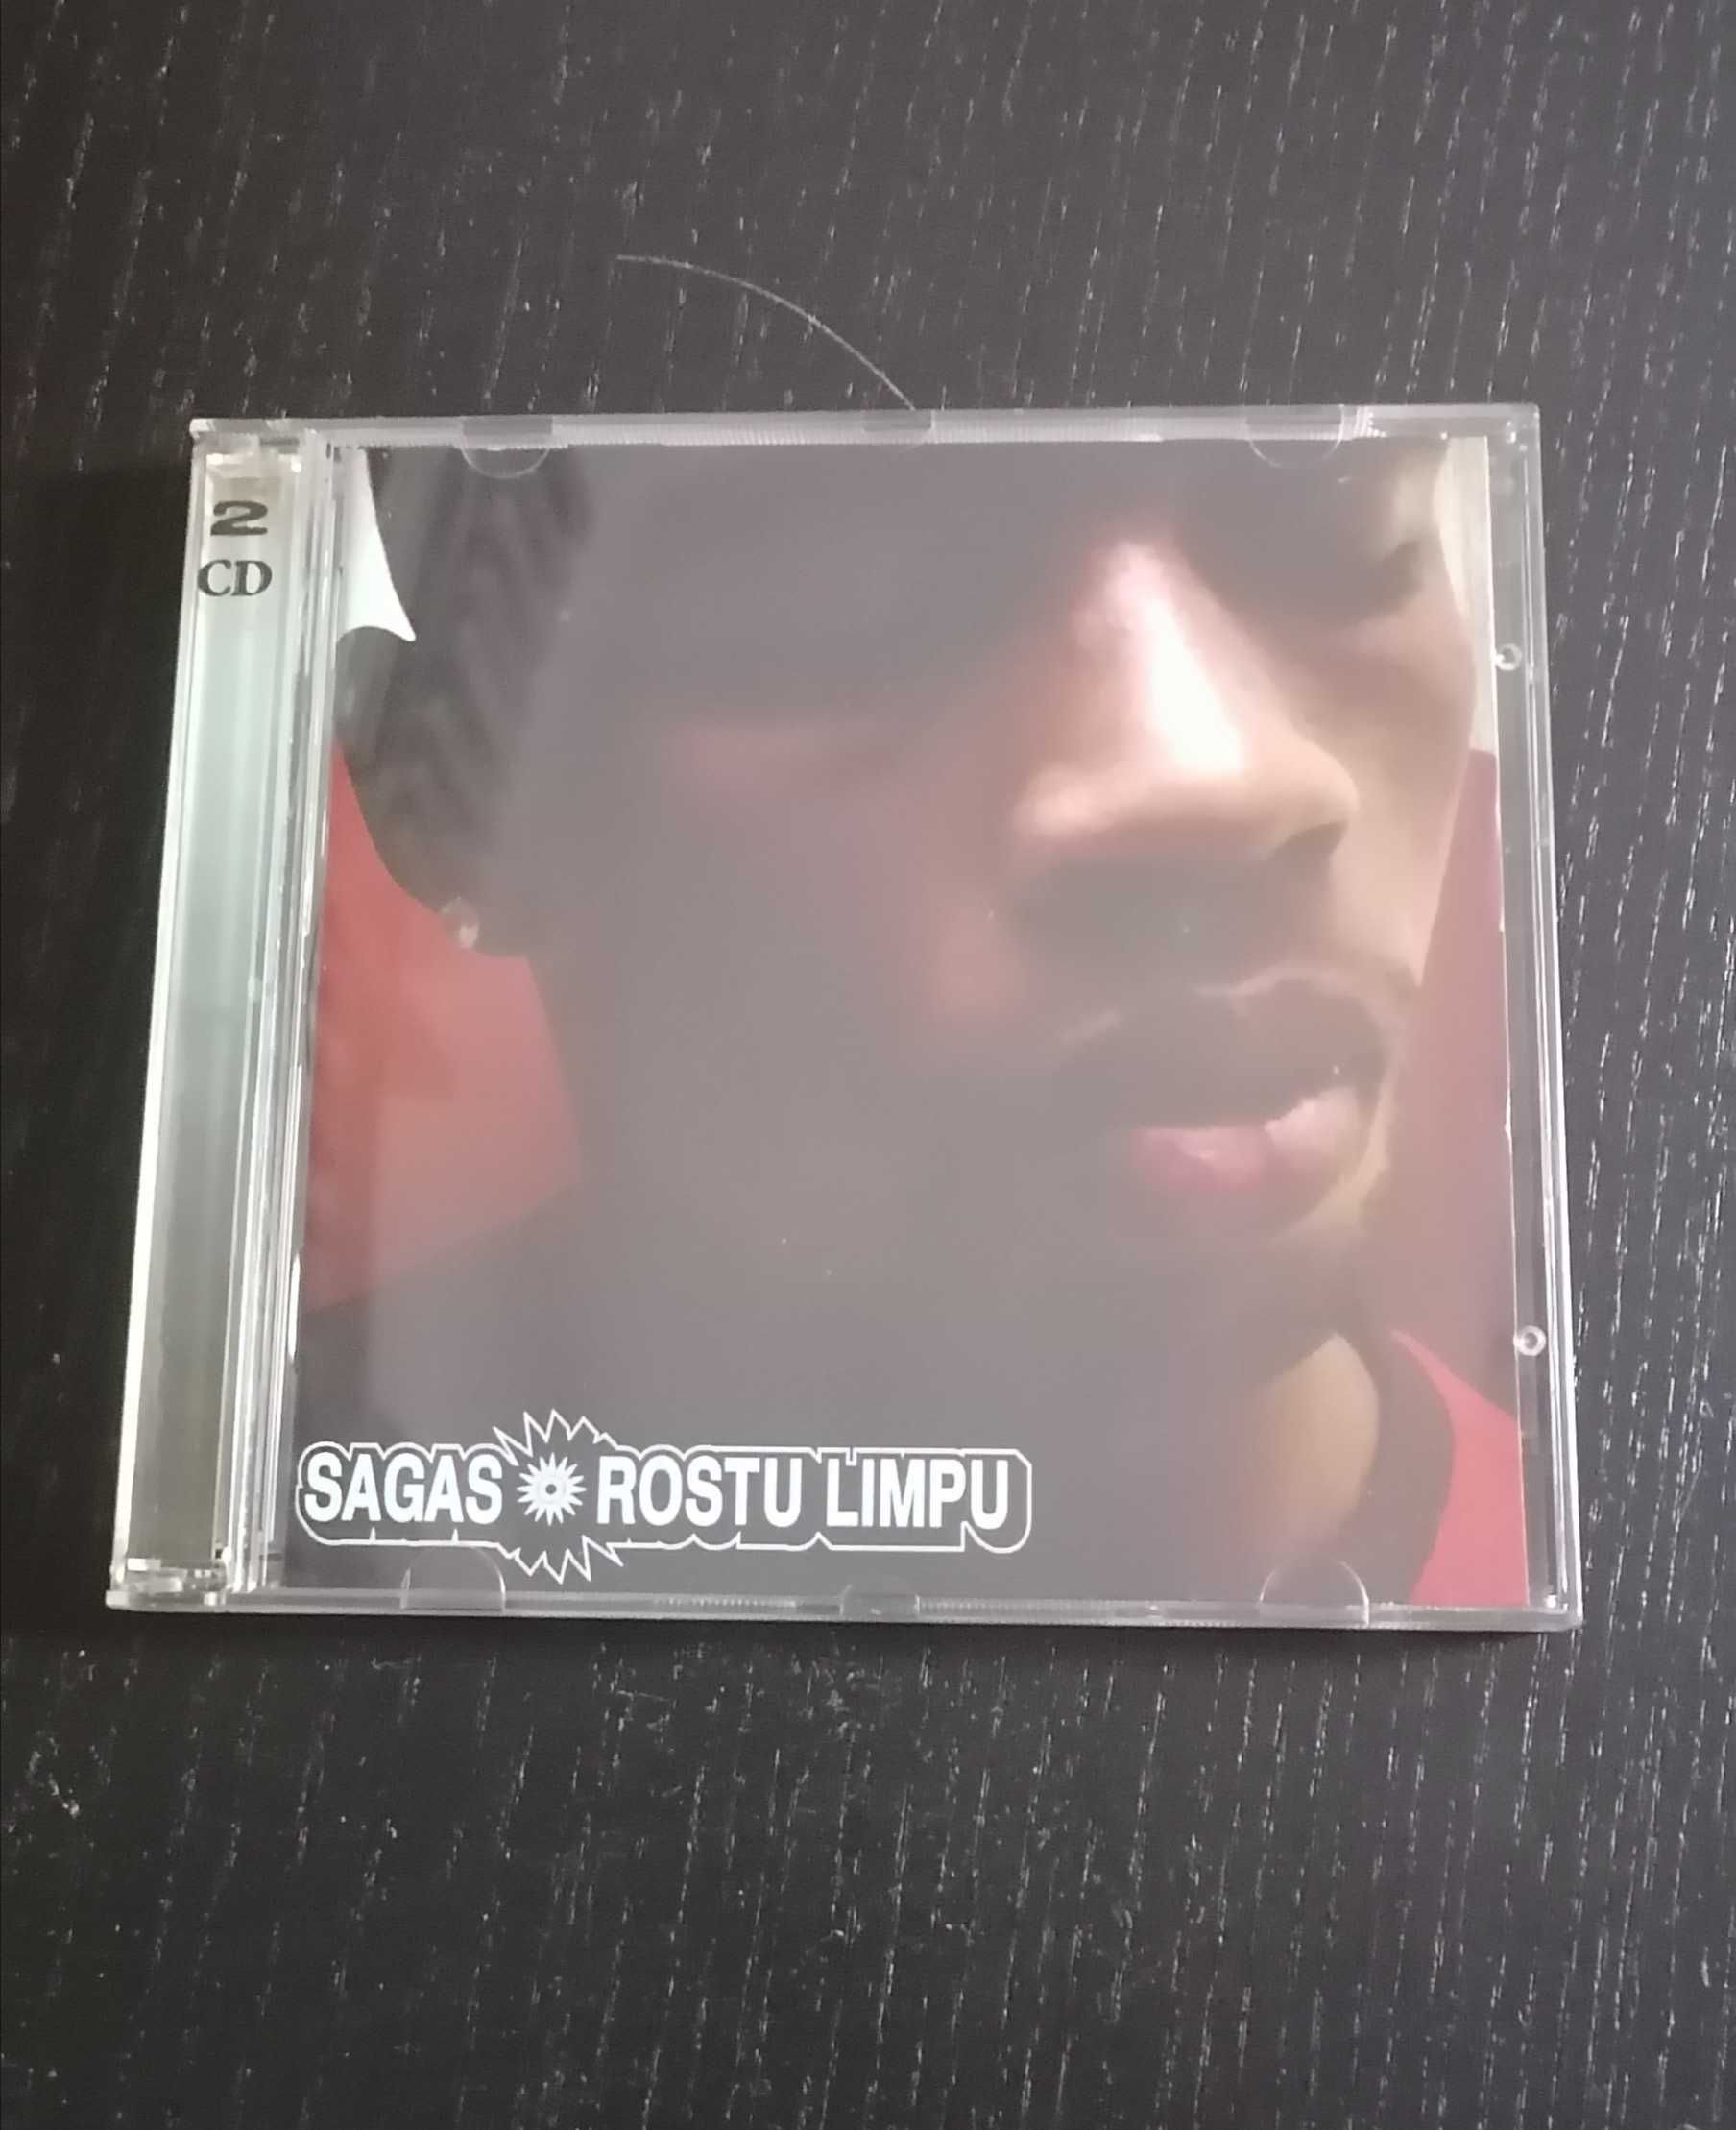 2
CD
SAGAS ROSTU LIMPU